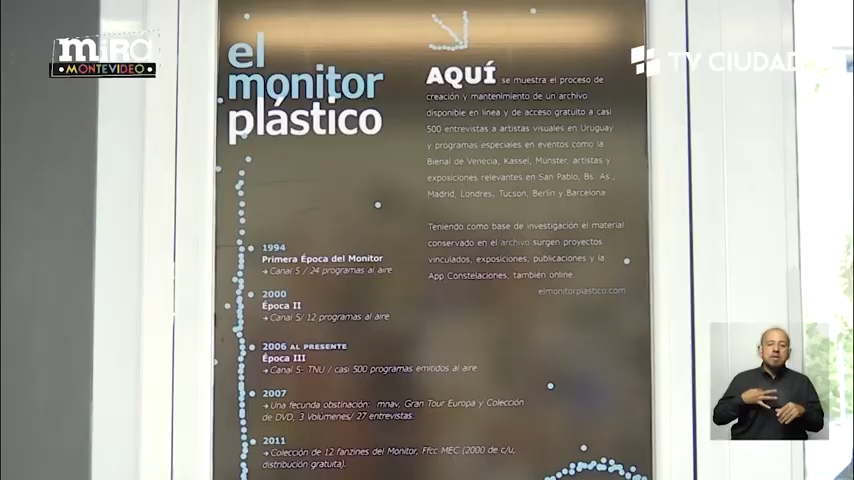 miRÁ
MONTEVIDEO
TV CIUDAD
el
monitor
plástico
AQUÍ se muestra el proceso de
creación y mantenimiento de un archivo
disponible en línea y de acceso gratuito a casi
500 entrevistas a artistas visuales en Uruguay
y programas especiales en eventos como la
Bienal de Venecia, Kassel, Münster, artistas y
exposiciones relevantes en San Pablo, Bs. As.,
Madrid, Londres, Tucson, Berlin y Barcelona.
Teniendo como base de investigación el material
conservado en el archivo surgen proyectos
vinculados, exposiciones, publicaciones y la
App Constelaciones, también online.
elmonitorplastico.com
1994
Primera Época del Monitor
→ Canal 5 / 24 programas al aire
2000
Época II
→ Canal 5/ 12 programas al aire
2006 AL PRESENTE
Época III
→ Canal 5- TNU / casi 500 programas emitidos al aire
2007
→ Una fecunda obstinación: mnav, Gran Tour Europa y Colección
de DVD, 3 Volúmenes/ 27 entrevistas.
2011
→ Colección de 12 fanzines del Monitor, Ffcc MEC (2000 de c/u,
distribución gratuita).